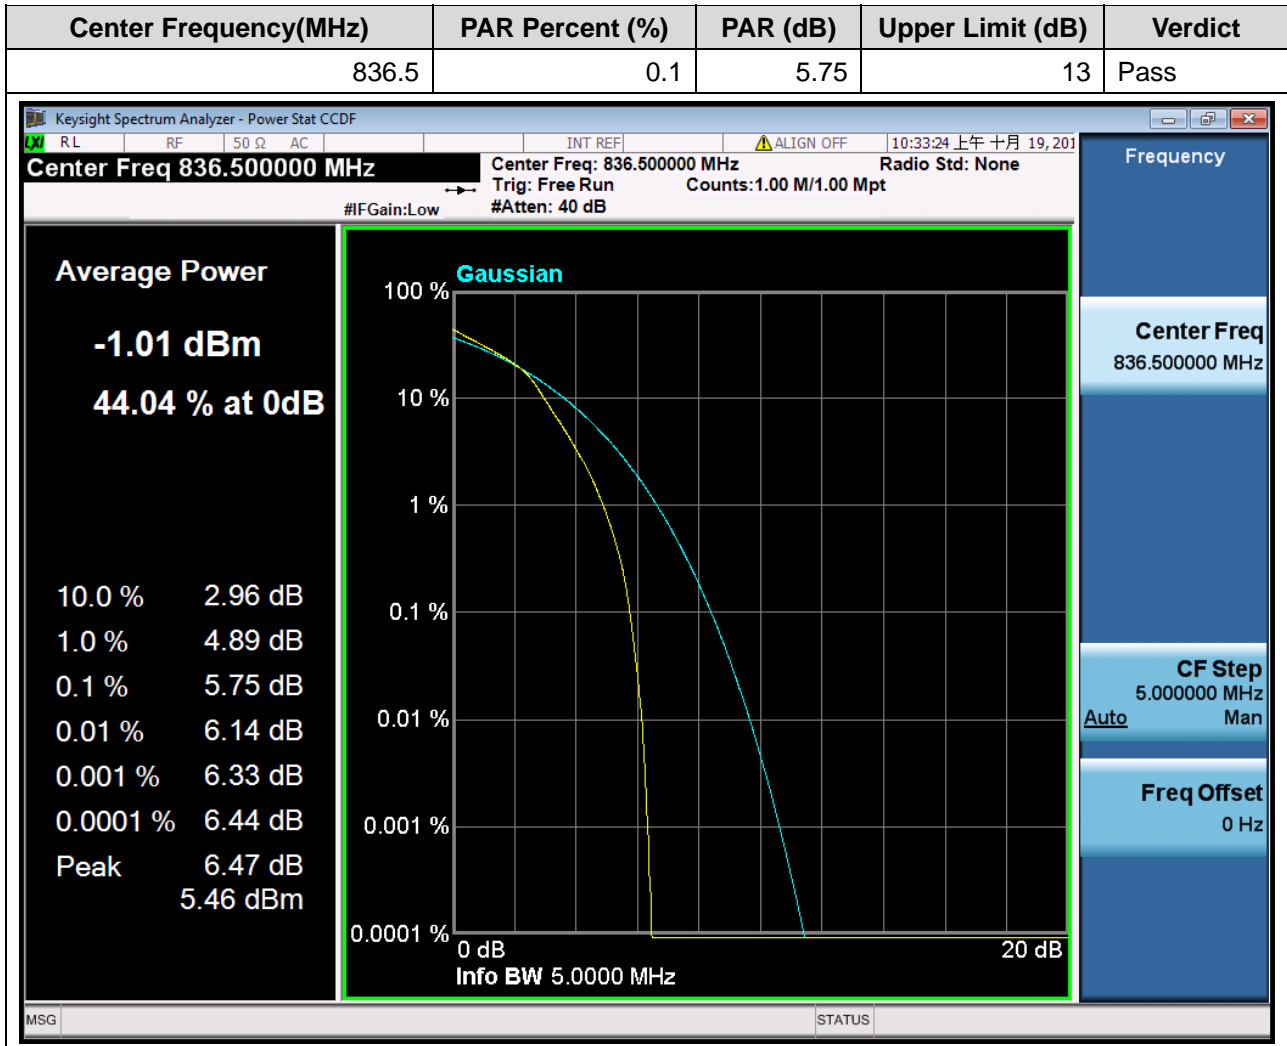 Center Frequency(MHz) PAR Percent (%) PAR (dB) Upper Limit (dB) Verdict
836.5 0.1 5.75 13 Pass
Keysight Spectrum Analyzer - Power Stat CCDF
LXI RL RF 50 Ω AC INT REF ALIGN OFF 10:33:24 上午 十月 19, 201
Center Freq 836.500000 MHz
Center Freq: 836.500000 MHz Radio Std: None
Trig: Free Run Counts:1.00 M/1.00 Mpt
#IFGain:Low #Atten: 40 dB
Average Power
-1.01 dBm
44.04 % at 0dB
10.0 % 2.96 dB
1.0 % 4.89 dB
0.1 % 5.75 dB
0.01 % 6.14 dB
0.001 % 6.33 dB
0.0001 % 6.44 dB
Peak 6.47 dB
5.46 dBm
Gaussian
100 %
10 %
1 %
0.1 %
0.01 %
0.001 %
0.0001 %
0 dB 20 dB
Info BW 5.0000 MHz
Frequency
Center Freq
836.500000 MHz
CF Step
5.000000 MHz
Auto Man
Freq Offset
0 Hz
MSG STATUS